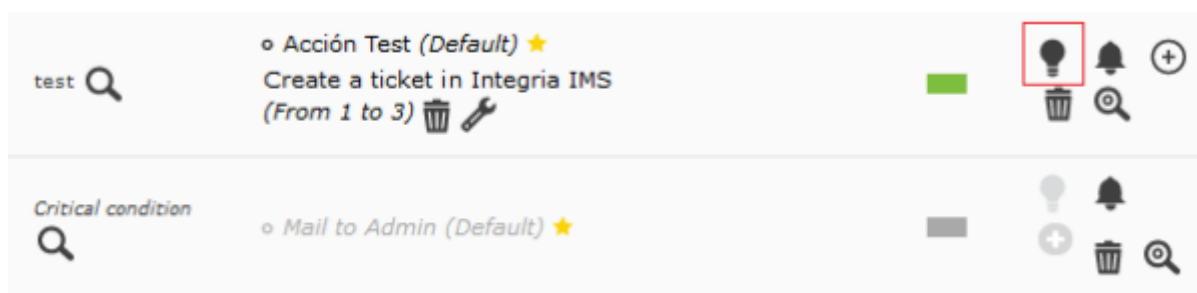 Acción Test (Default)
test
Create a ticket in Integria IMS
(From 1 to 3)
Critical condition
Mail to Admin (Default)